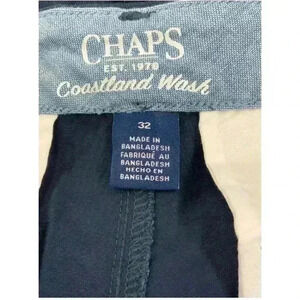 CHAPS
EST. 1978
Coastland Wash
32
MADE IN
BANGLADESH
FABRIQUÉ AU
BANGLADESH
HECHO EN
BANGLADESH